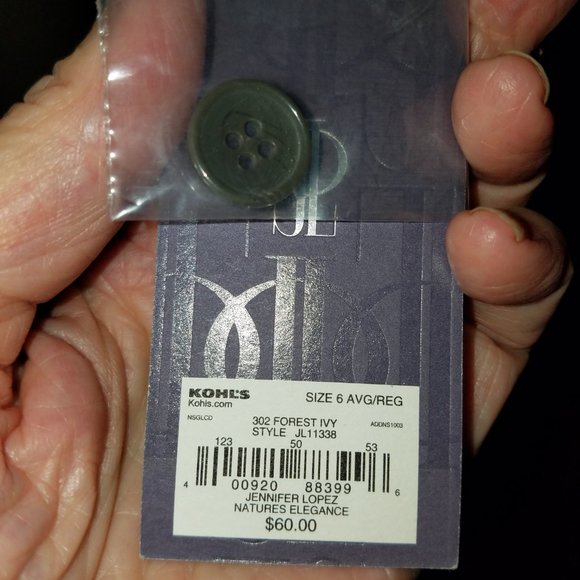 JL
KOHL'S SIZE 6 AVG/REG
Kohls.com
NSGLCD 302 FOREST IVY ADDNS1003
STYLE JL11338
123 50 53
4 00920 88399 6
JENNIFER LOPEZ
NATURES ELEGANCE
$60.00